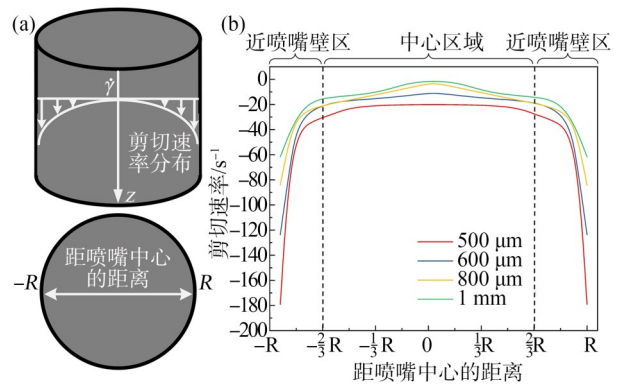 (a)
γ̇
剪切速
率分布
z
距喷嘴中心
的距离
−R
R
(b)
近喷嘴壁区
中心区域
近喷嘴壁区
剪切速率/s⁻¹
0
−20
−40
−60
−80
−100
−120
−140
−160
−180
−200
500 μm
600 μm
800 μm
1 mm
−R
−2/3 R
−1/3 R
0
1/3 R
2/3 R
R
距喷嘴中心的距离